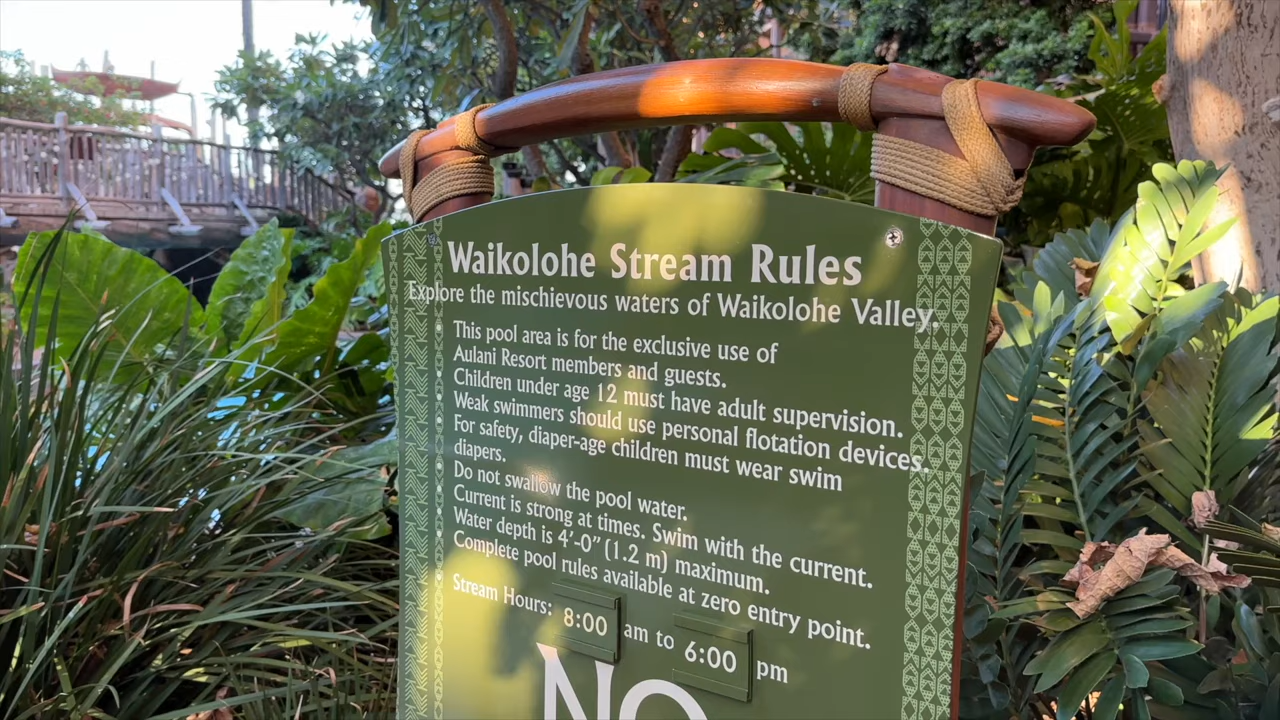 Waikolohe Stream Rules
Explore the mischievous waters of Waikolohe Valley.
This pool area is for the exclusive use of
Aulani Resort members and guests.
Children under age 12 must have adult supervision.
Weak swimmers should use personal flotation devices.
For safety, diaper-age children must wear swim
diapers.
Do not swallow the pool water.
Current is strong at times. Swim with the current.
Water depth is 4'-0" (1.2 m) maximum.
Complete pool rules available at zero entry point.
Stream Hours: 8:00 am to 6:00 pm
NO